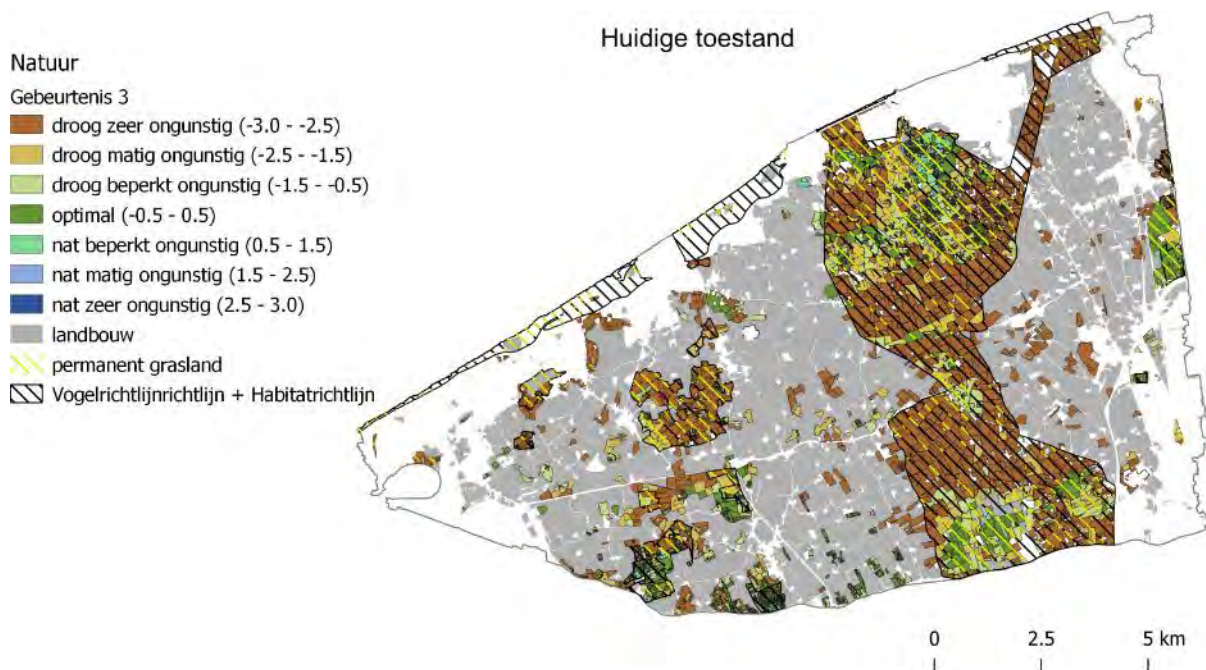 Huidige toestand
Natuur
Gebeurtenis 3
droog zeer ongunstig (-3.0 - -2.5)
droog matig ongunstig (-2.5 - -1.5)
droog beperkt ongunstig (-1.5 - -0.5)
optimal (-0.5 - 0.5)
nat beperkt ongunstig (0.5 - 1.5)
nat matig ongunstig (1.5 - 2.5)
nat zeer ongunstig (2.5 - 3.0)
landbouw
permanent grasland
Vogelrichtlijnrichtlijn + Habitatrichtlijn
0 2.5 5 km